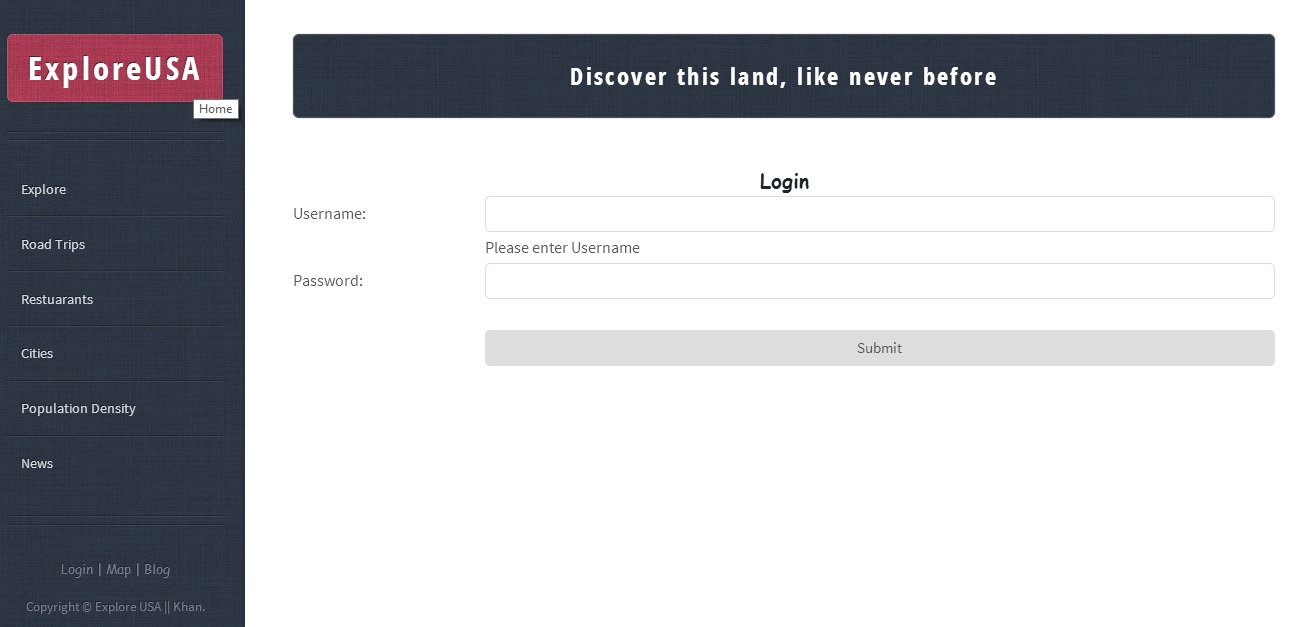 ExploreUSA
Home
Explore
Road Trips
Restuarants
Cities
Population Density
News
Login | Map | Blog
Copyright © Explore USA || Khan.
Discover this land, like never before
Login
Username:
Please enter Username
Password:
Submit